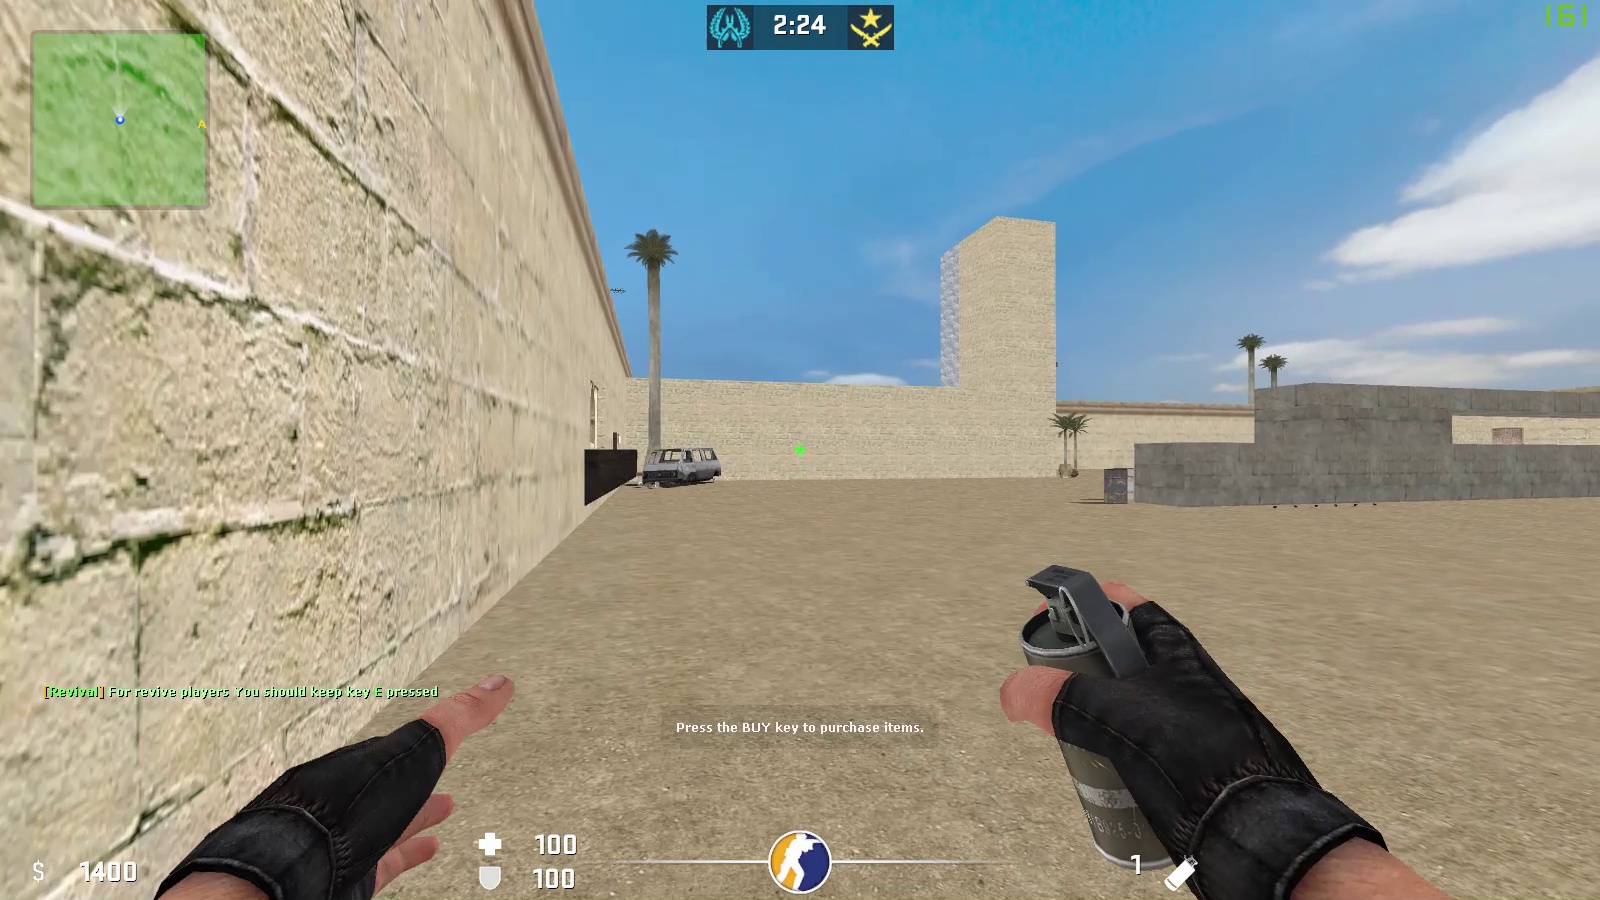 2:24
161
A
[Revival] For revive players You should keep key E pressed
Press the BUY key to purchase items.
$ 1400
100
100
1